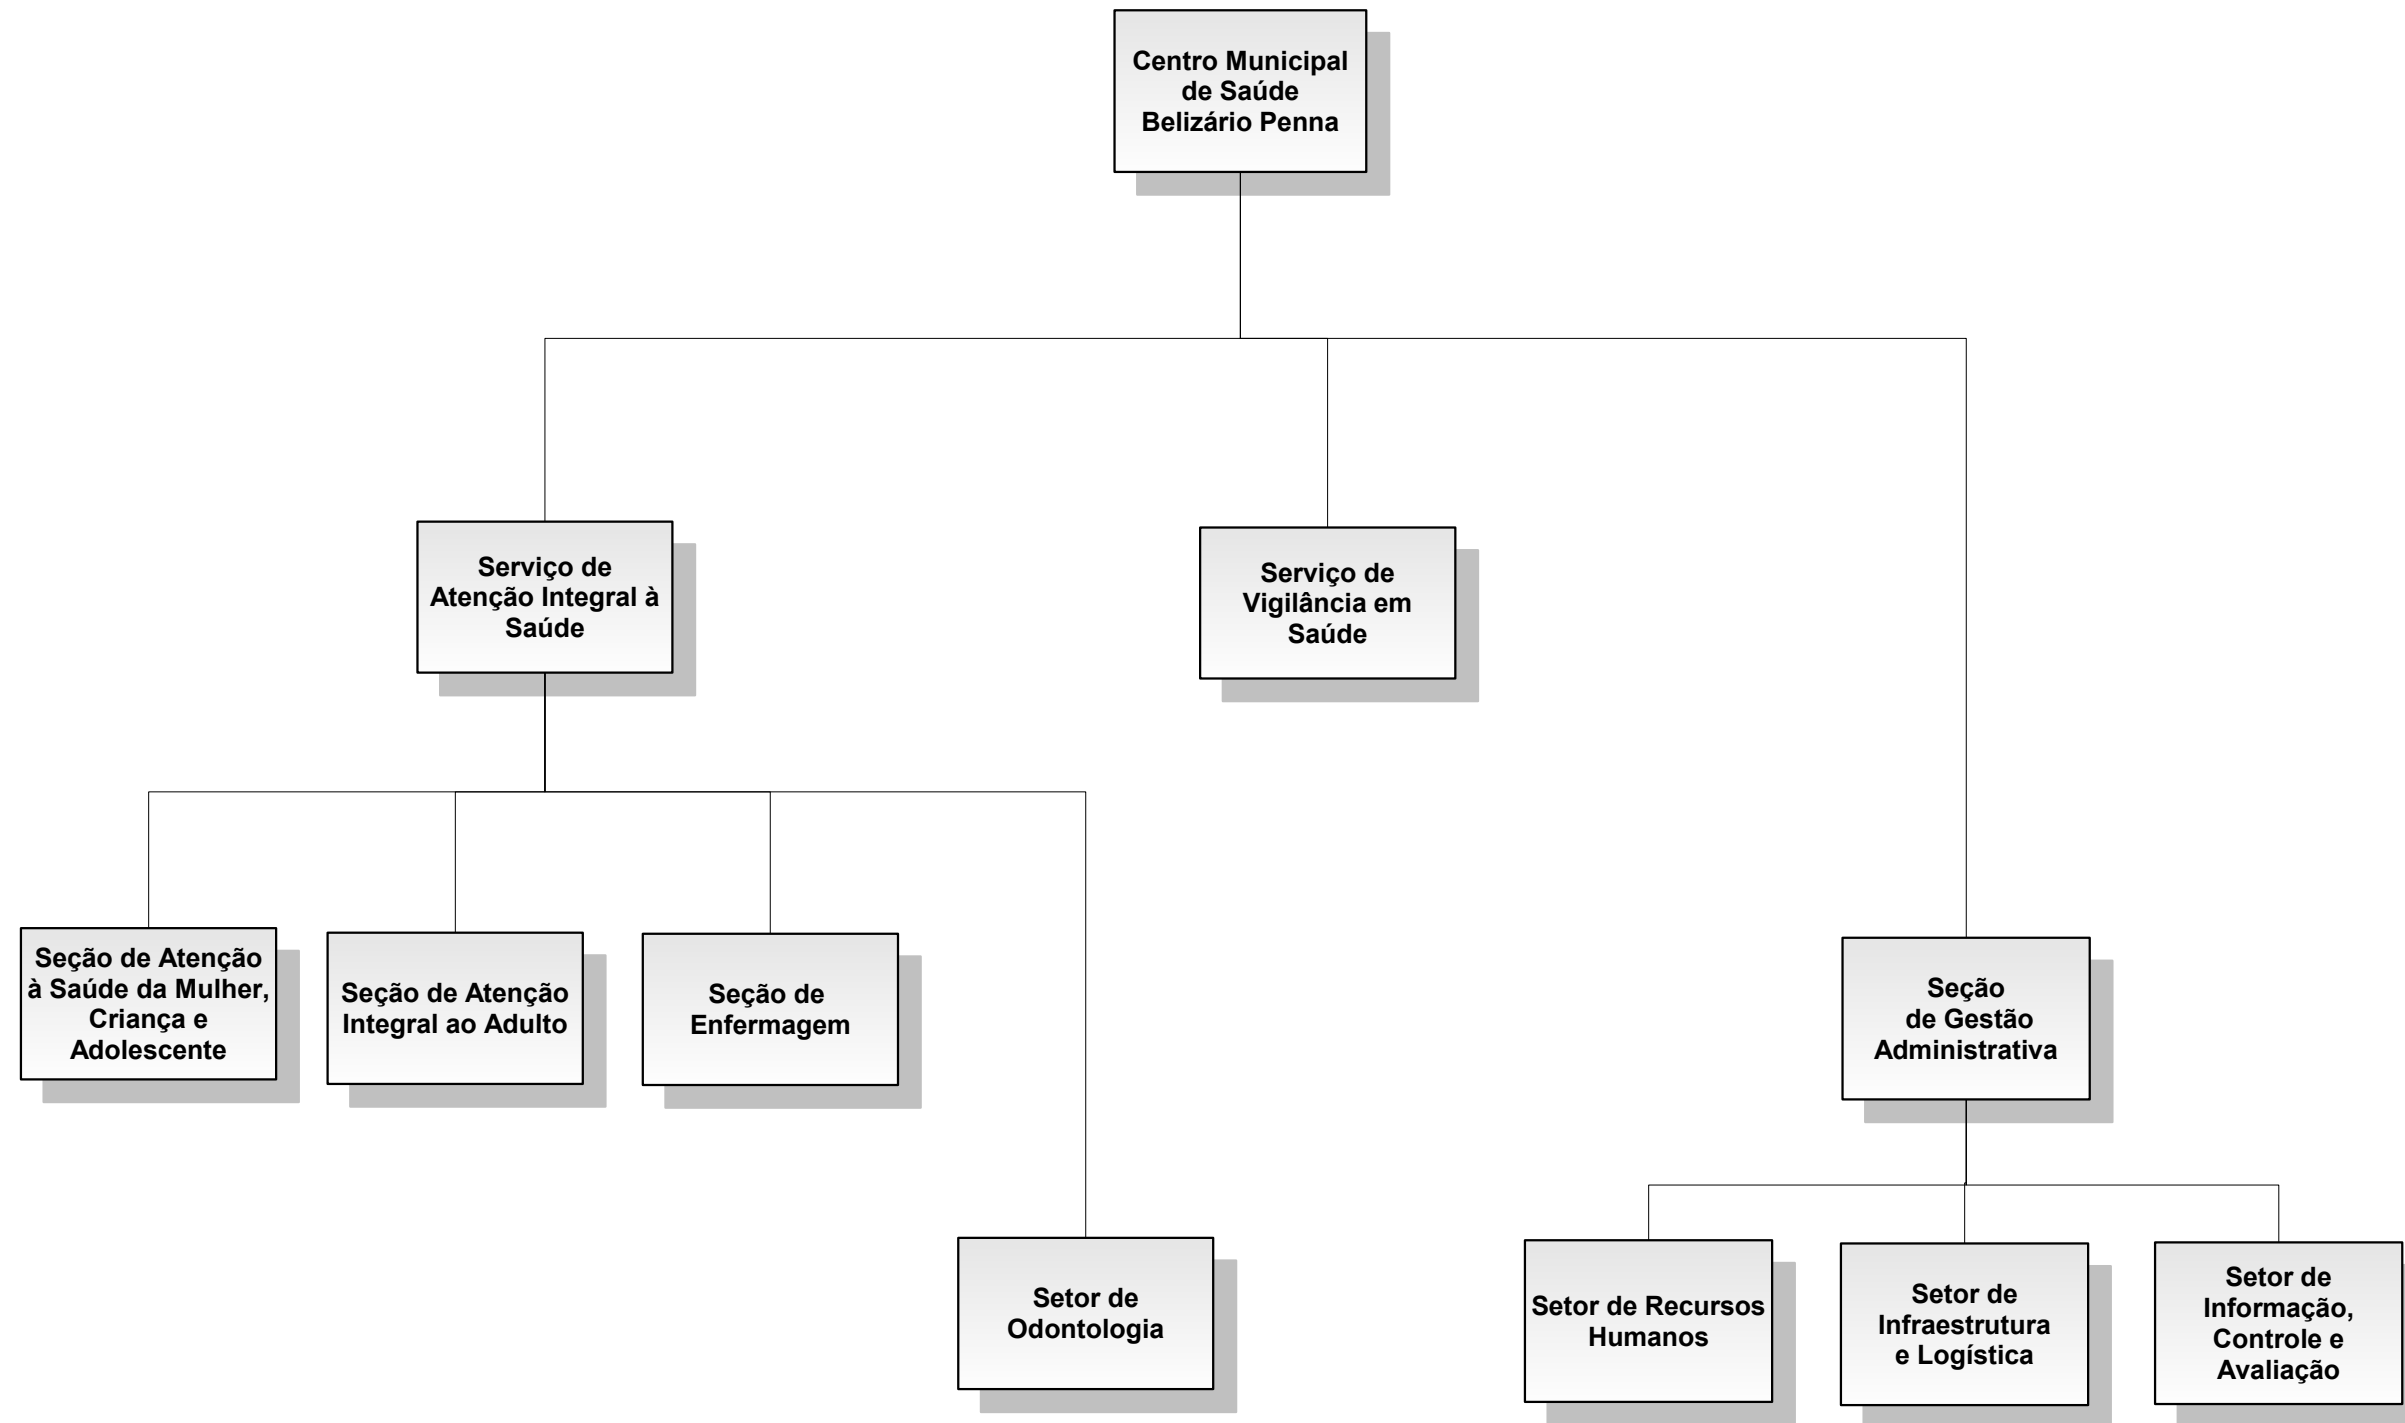 Centro Municipal
de Saúde
Belizário Penna
Serviço de
Atenção Integral à
Saúde
Serviço de
Vigilância em
Saúde
Seção de Atenção
à Saúde da Mulher,
Criança e
Adolescente
Seção de Atenção
Integral ao Adulto
Seção de
Enfermagem
Seção
de Gestão
Administrativa
Setor de
Odontologia
Setor de Recursos
Humanos
Setor de
Infraestrutura
e Logística
Setor de
Informação,
Controle e
Avaliação